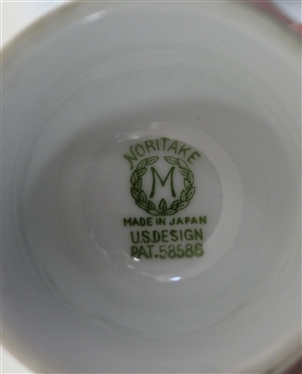 NORITAKE
M
MADE IN JAPAN
U.S.DESIGN
PAT.58588